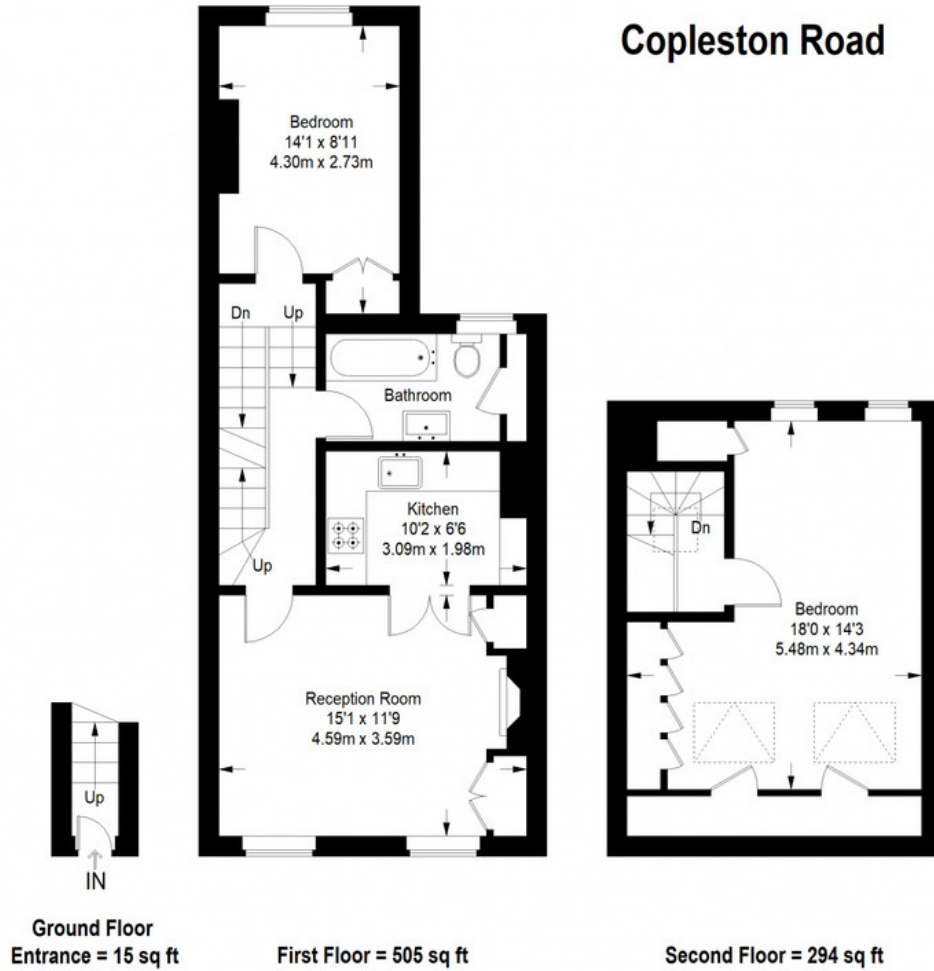 Copleston Road
Bedroom
14'1 x 8'11
4.30m x 2.73m
Dn
Up
Bathroom
Kitchen
10'2 x 6'6
3.09m x 1.98m
Up
Reception Room
15'1 x 11'9
4.59m x 3.59m
Dn
Bedroom
18'0 x 14'3
5.48m x 4.34m
Up
IN
Ground Floor
Entrance = 15 sq ft
First Floor = 505 sq ft
Second Floor = 294 sq ft